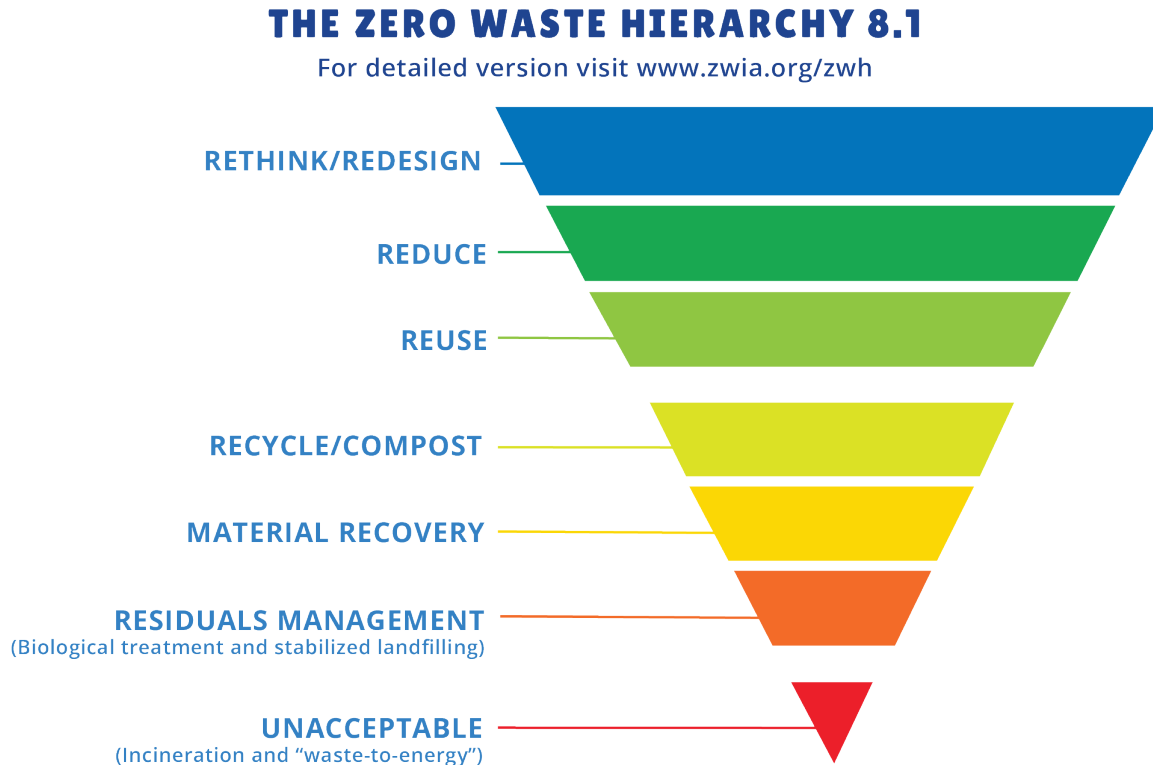 THE ZERO WASTE HIERARCHY 8.1
For detailed version visit www.zwia.org/zwh
RETHINK/REDESIGN
REDUCE
REUSE
RECYCLE/COMPOST
MATERIAL RECOVERY
RESIDUALS MANAGEMENT
(Biological treatment and stabilized landfilling)
UNACCEPTABLE
(Incineration and “waste-to-energy”)